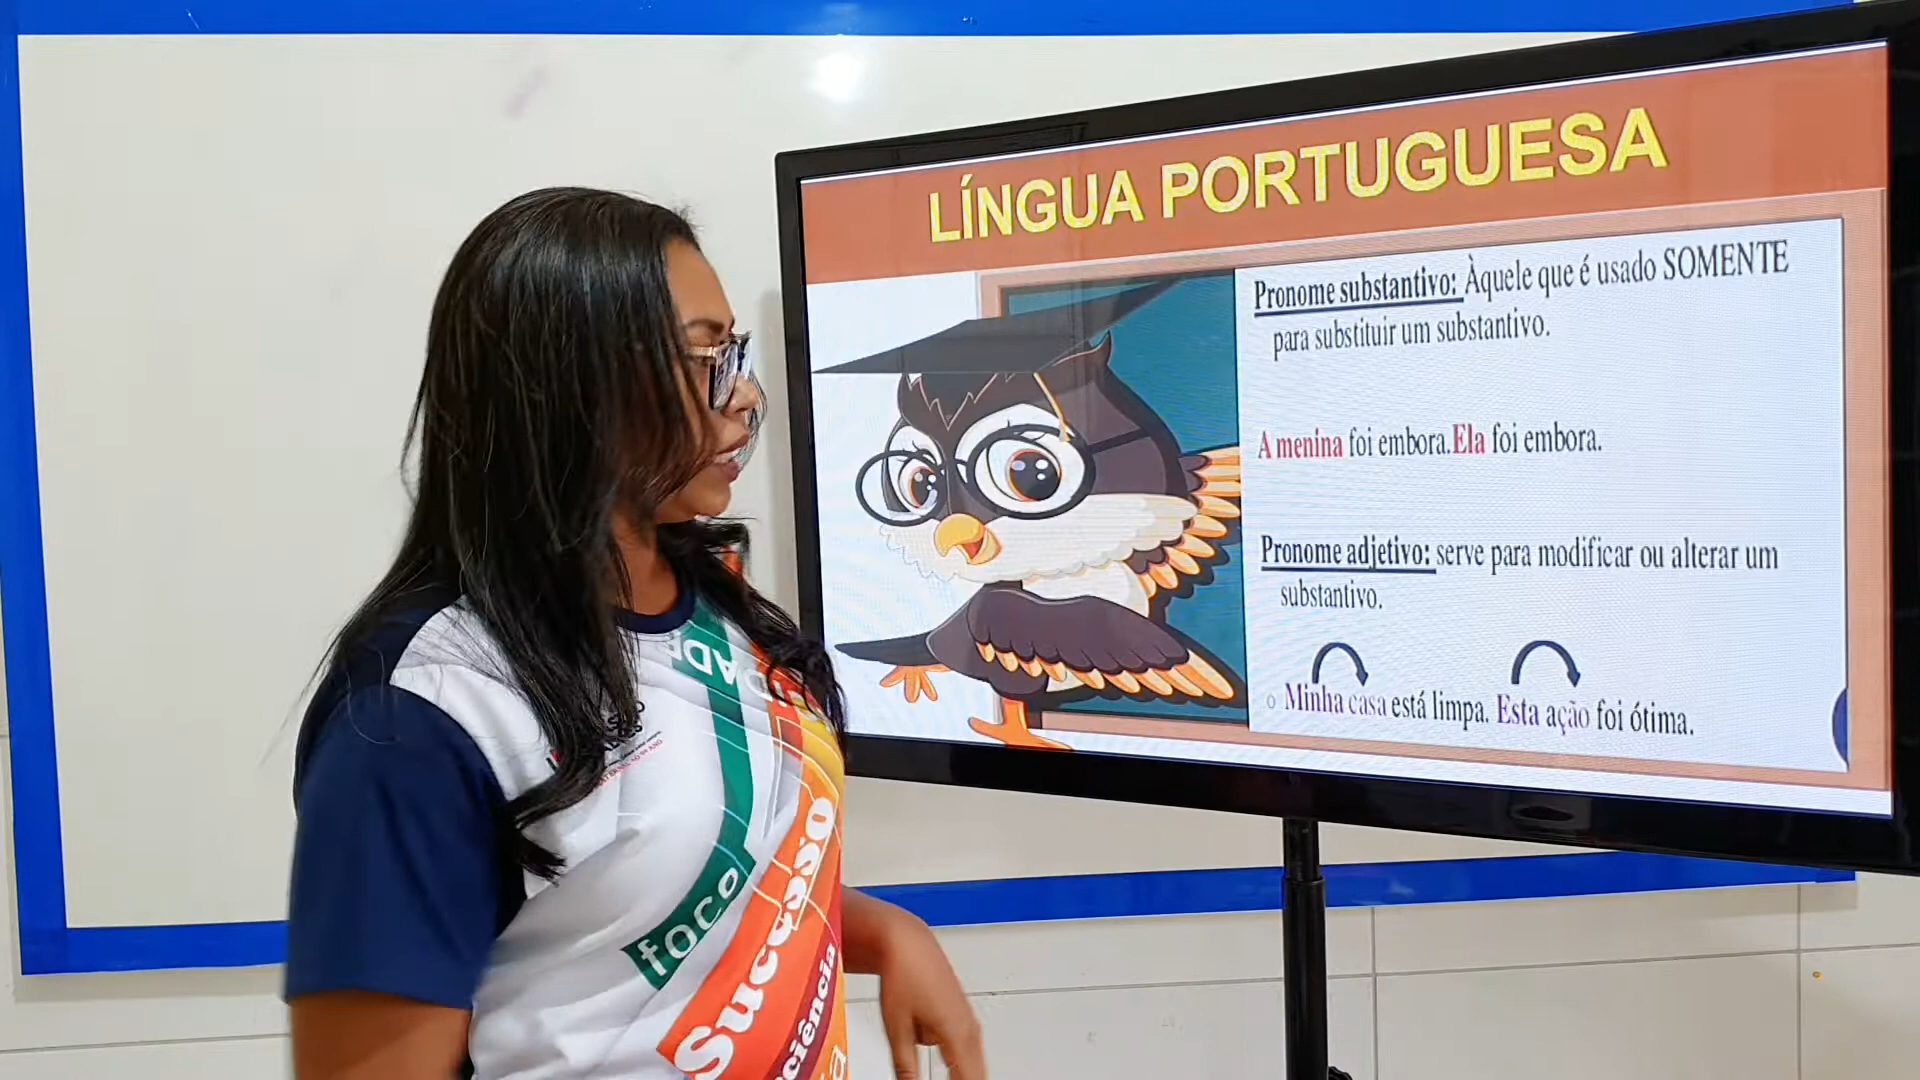 LÍNGUA PORTUGUESA
Pronome substantivo: Àquele que é usado SOMENTE
para substituir um substantivo.
A menina foi embora.Ela foi embora.
Pronome adjetivo: serve para modificar ou alterar um
substantivo.
Minha casa está limpa. Esta ação foi ótima.
foco
Sucesso